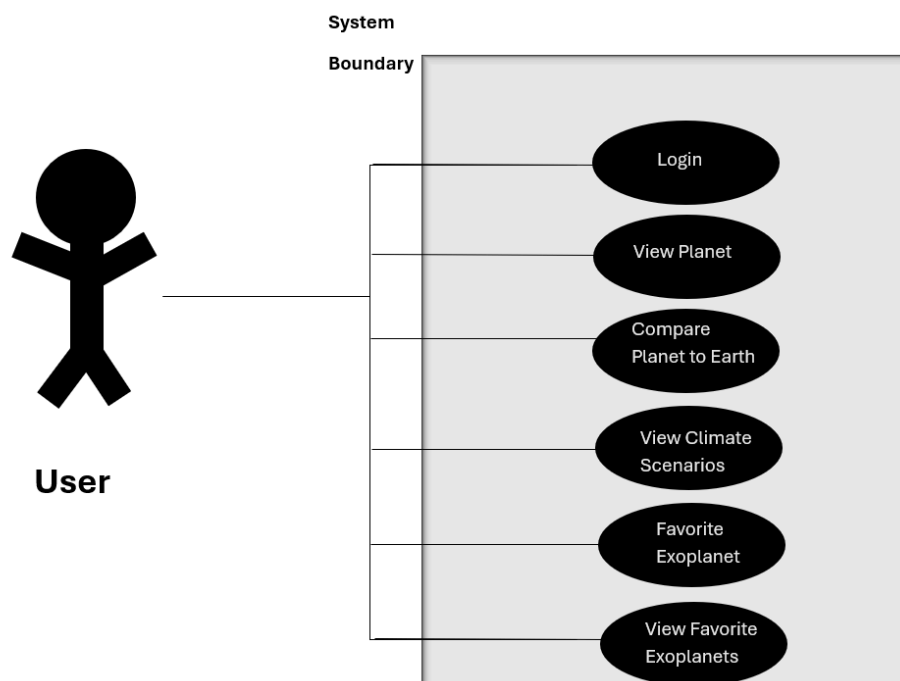 System
Boundary
Login
View Planet
Compare
Planet to Earth
View Climate
Scenarios
Favorite
Exoplanet
View Favorite
Exoplanets
User